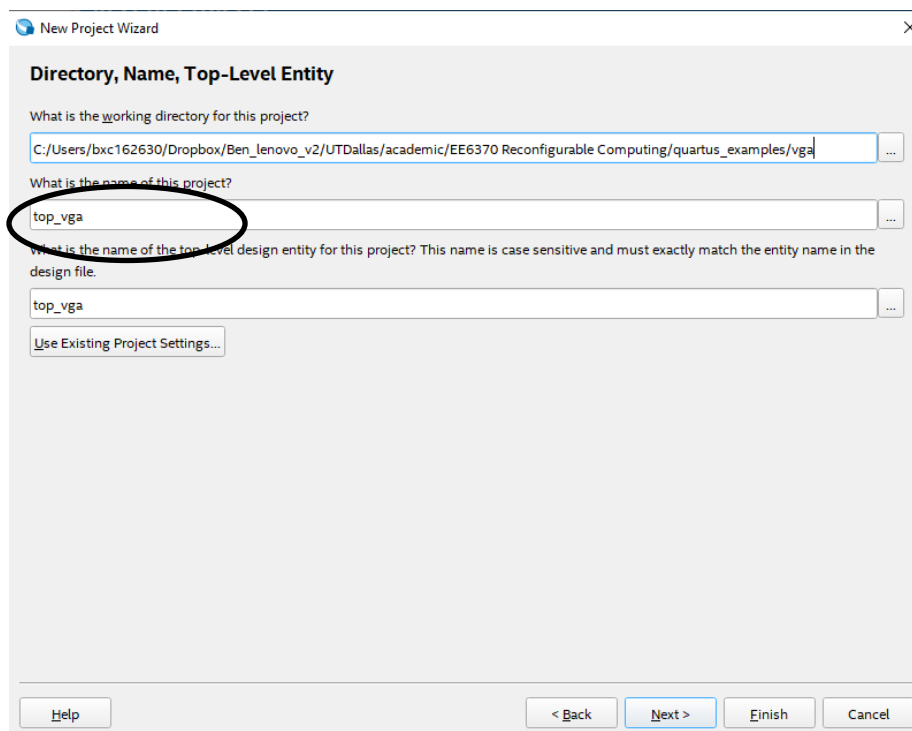 New Project Wizard
Directory, Name, Top-Level Entity
What is the working directory for this project?
C:/Users/bxc162630/Dropbox/Ben_lenovo_v2/UTDallas/academic/EE6370 Reconfigurable Computing/quartus_examples/vga
...
What is the name of this project?
top_vga
...
What is the name of the top-level design entity for this project? This name is case sensitive and must exactly match the entity name in the
design file.
top_vga
...
Use Existing Project Settings...
Help
< Back
Next >
Finish
Cancel